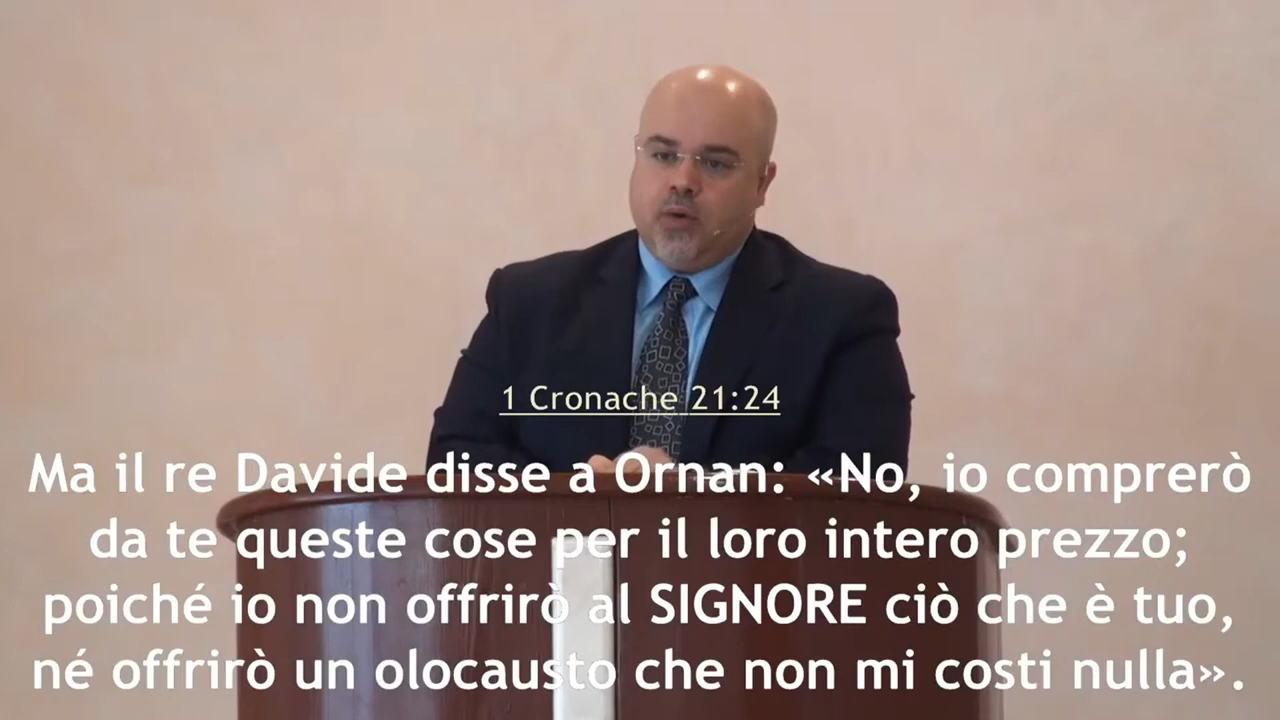 1 Cronache 21:24
Ma il re Davide disse a Ornan: «No, io comprerò
da te queste cose per il loro intero prezzo;
poiché io non offrirò al SIGNORE ciò che è tuo,
né offrirò un olocausto che non mi costi nulla».